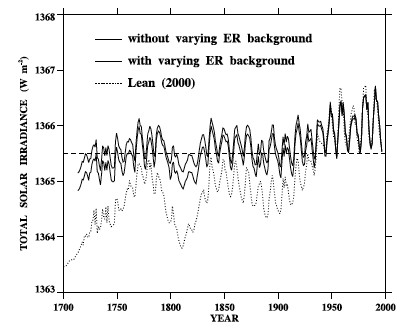 1368
without varying ER background
with varying ER background
Lean (2000)
1367
1366
1365
1364
1363
TOTAL SOLAR IRRADIANCE (W m⁻²)
1700 1750 1800 1850 1900 1950 2000
YEAR